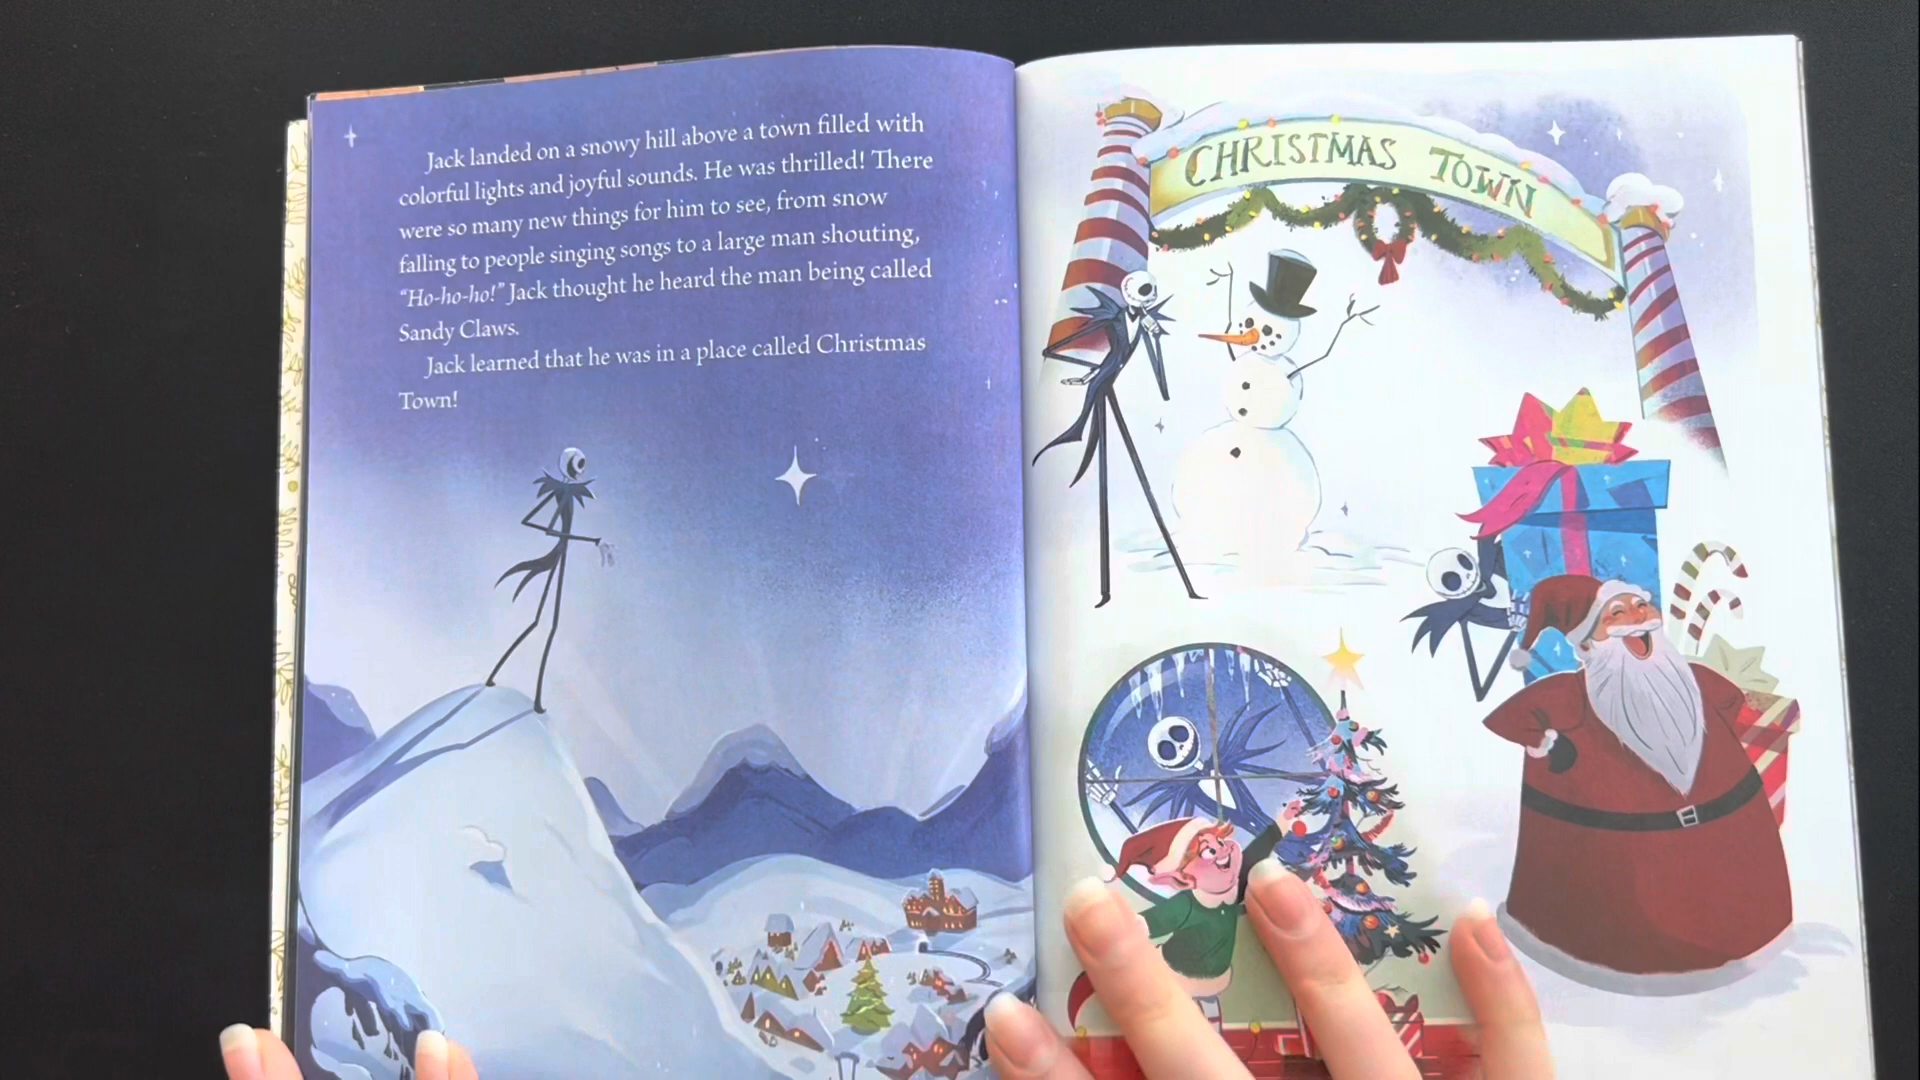 Jack landed on a snowy hill above a town filled with
colorful lights and joyful sounds. He was thrilled! There
were so many new things for him to see, from snow
falling to people singing songs to a large man shouting,
“Ho-ho-ho!” Jack thought he heard the man being called
Sandy Claws.
Jack learned that he was in a place called Christmas
Town!
CHRISTMAS TOWN